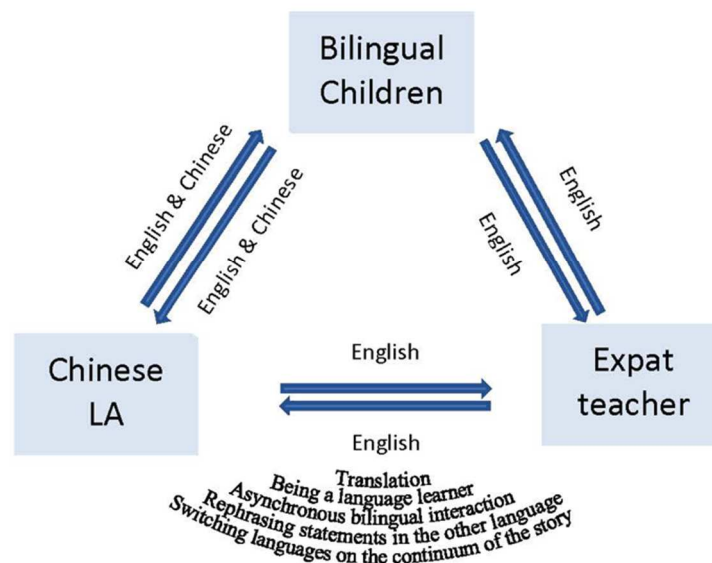 Bilingual
Children
English & Chinese
English & Chinese
English
English
Chinese
LA
English
English
Expat
teacher
Translation
Being a language learner
Asynchronous bilingual interaction
Rephrasing statements in the other language
Switching languages on the continuum of the story